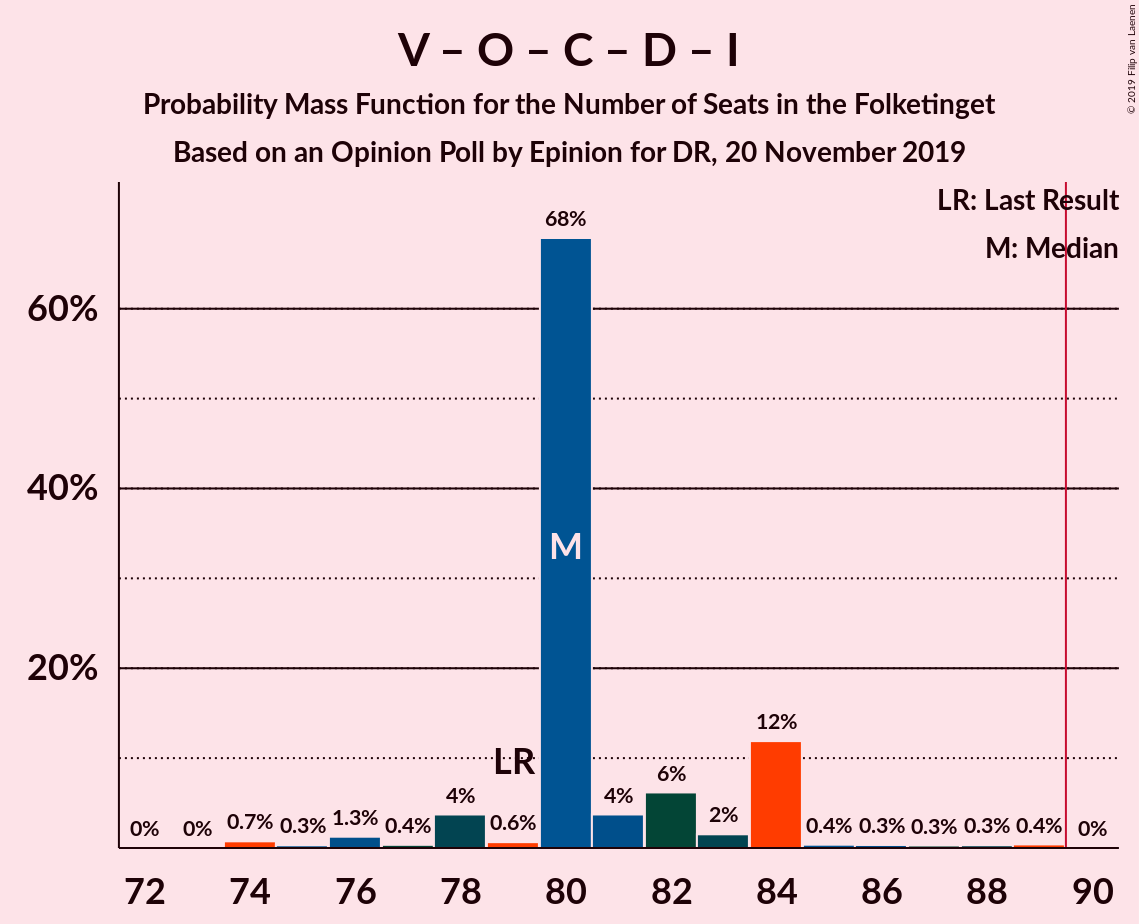 V – O – C – D – I
Probability Mass Function for the Number of Seats in the Folketinget
Based on an Opinion Poll by Epinion for DR, 20 November 2019
© 2019 Filip van Laenen
LR: Last Result
M: Median
60%
40%
20%
0%
0%
0.7%
0.3%
1.3%
0.4%
4%
0.6%
68%
4%
6%
2%
12%
0.4%
0.3%
0.3%
0.3%
0.4%
0%
LR
M
72 74 76 78 80 82 84 86 88 90